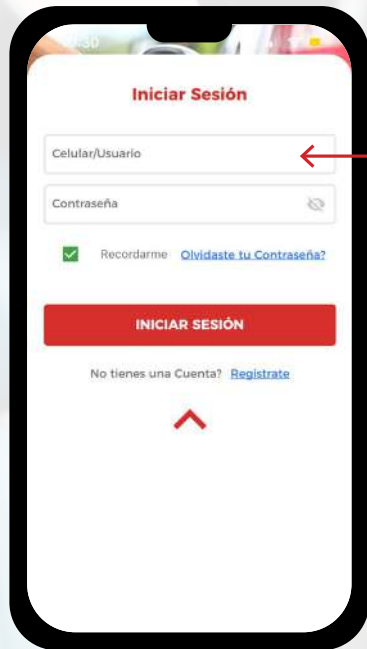 Iniciar Sesión
Celular/Usuario
Contraseña
Recordarme Olvidaste tu Contraseña?
INICIAR SESIÓN
No tienes una Cuenta? Registrate